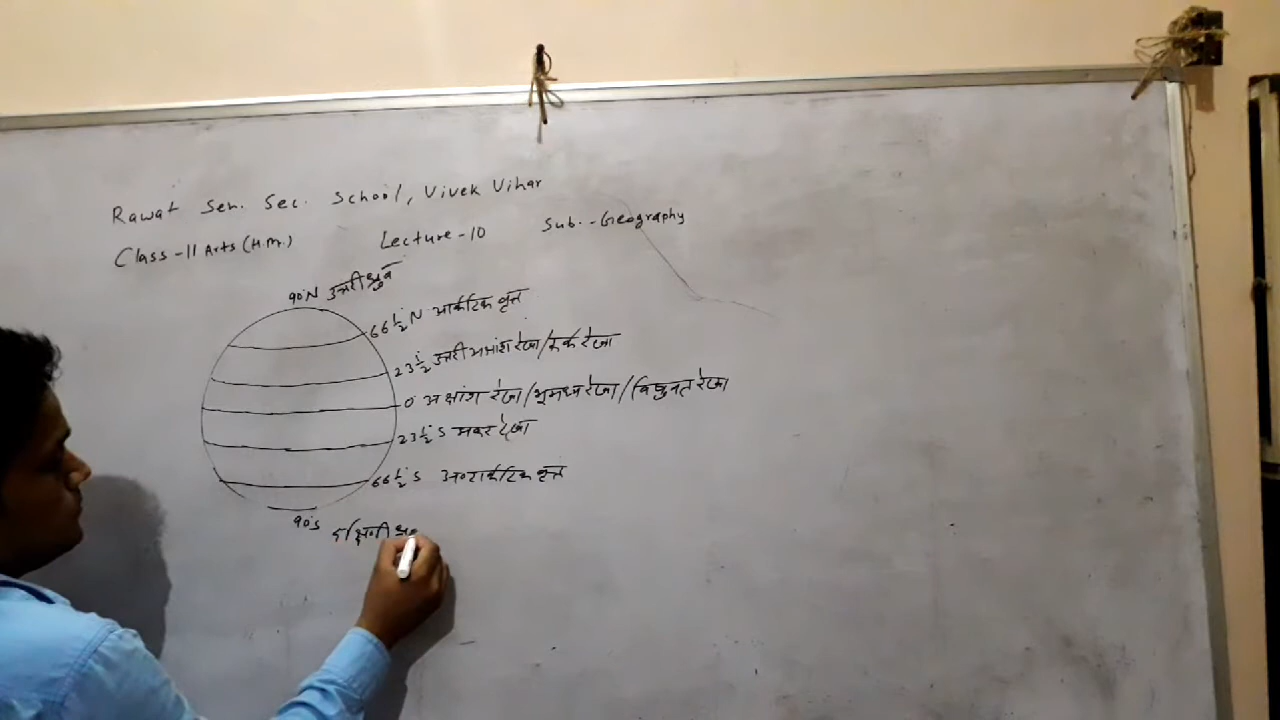 Rawat Sen. Sec. School, Vivek Vihar
Class-11 Arts (H.M.) Lecture-10 Sub.-Geography
90°N उत्तरी ध्रुव
66½°N आर्कटिक वृत्त
23½° उत्तरी अक्षांश रेखा/कर्क रेखा
0° अक्षांश रेखा/भूमध्य रेखा/विषुवत रेखा
23½°S मकर रेखा
66½°S अण्टार्कटिक वृत्त
90°S दक्षिणी